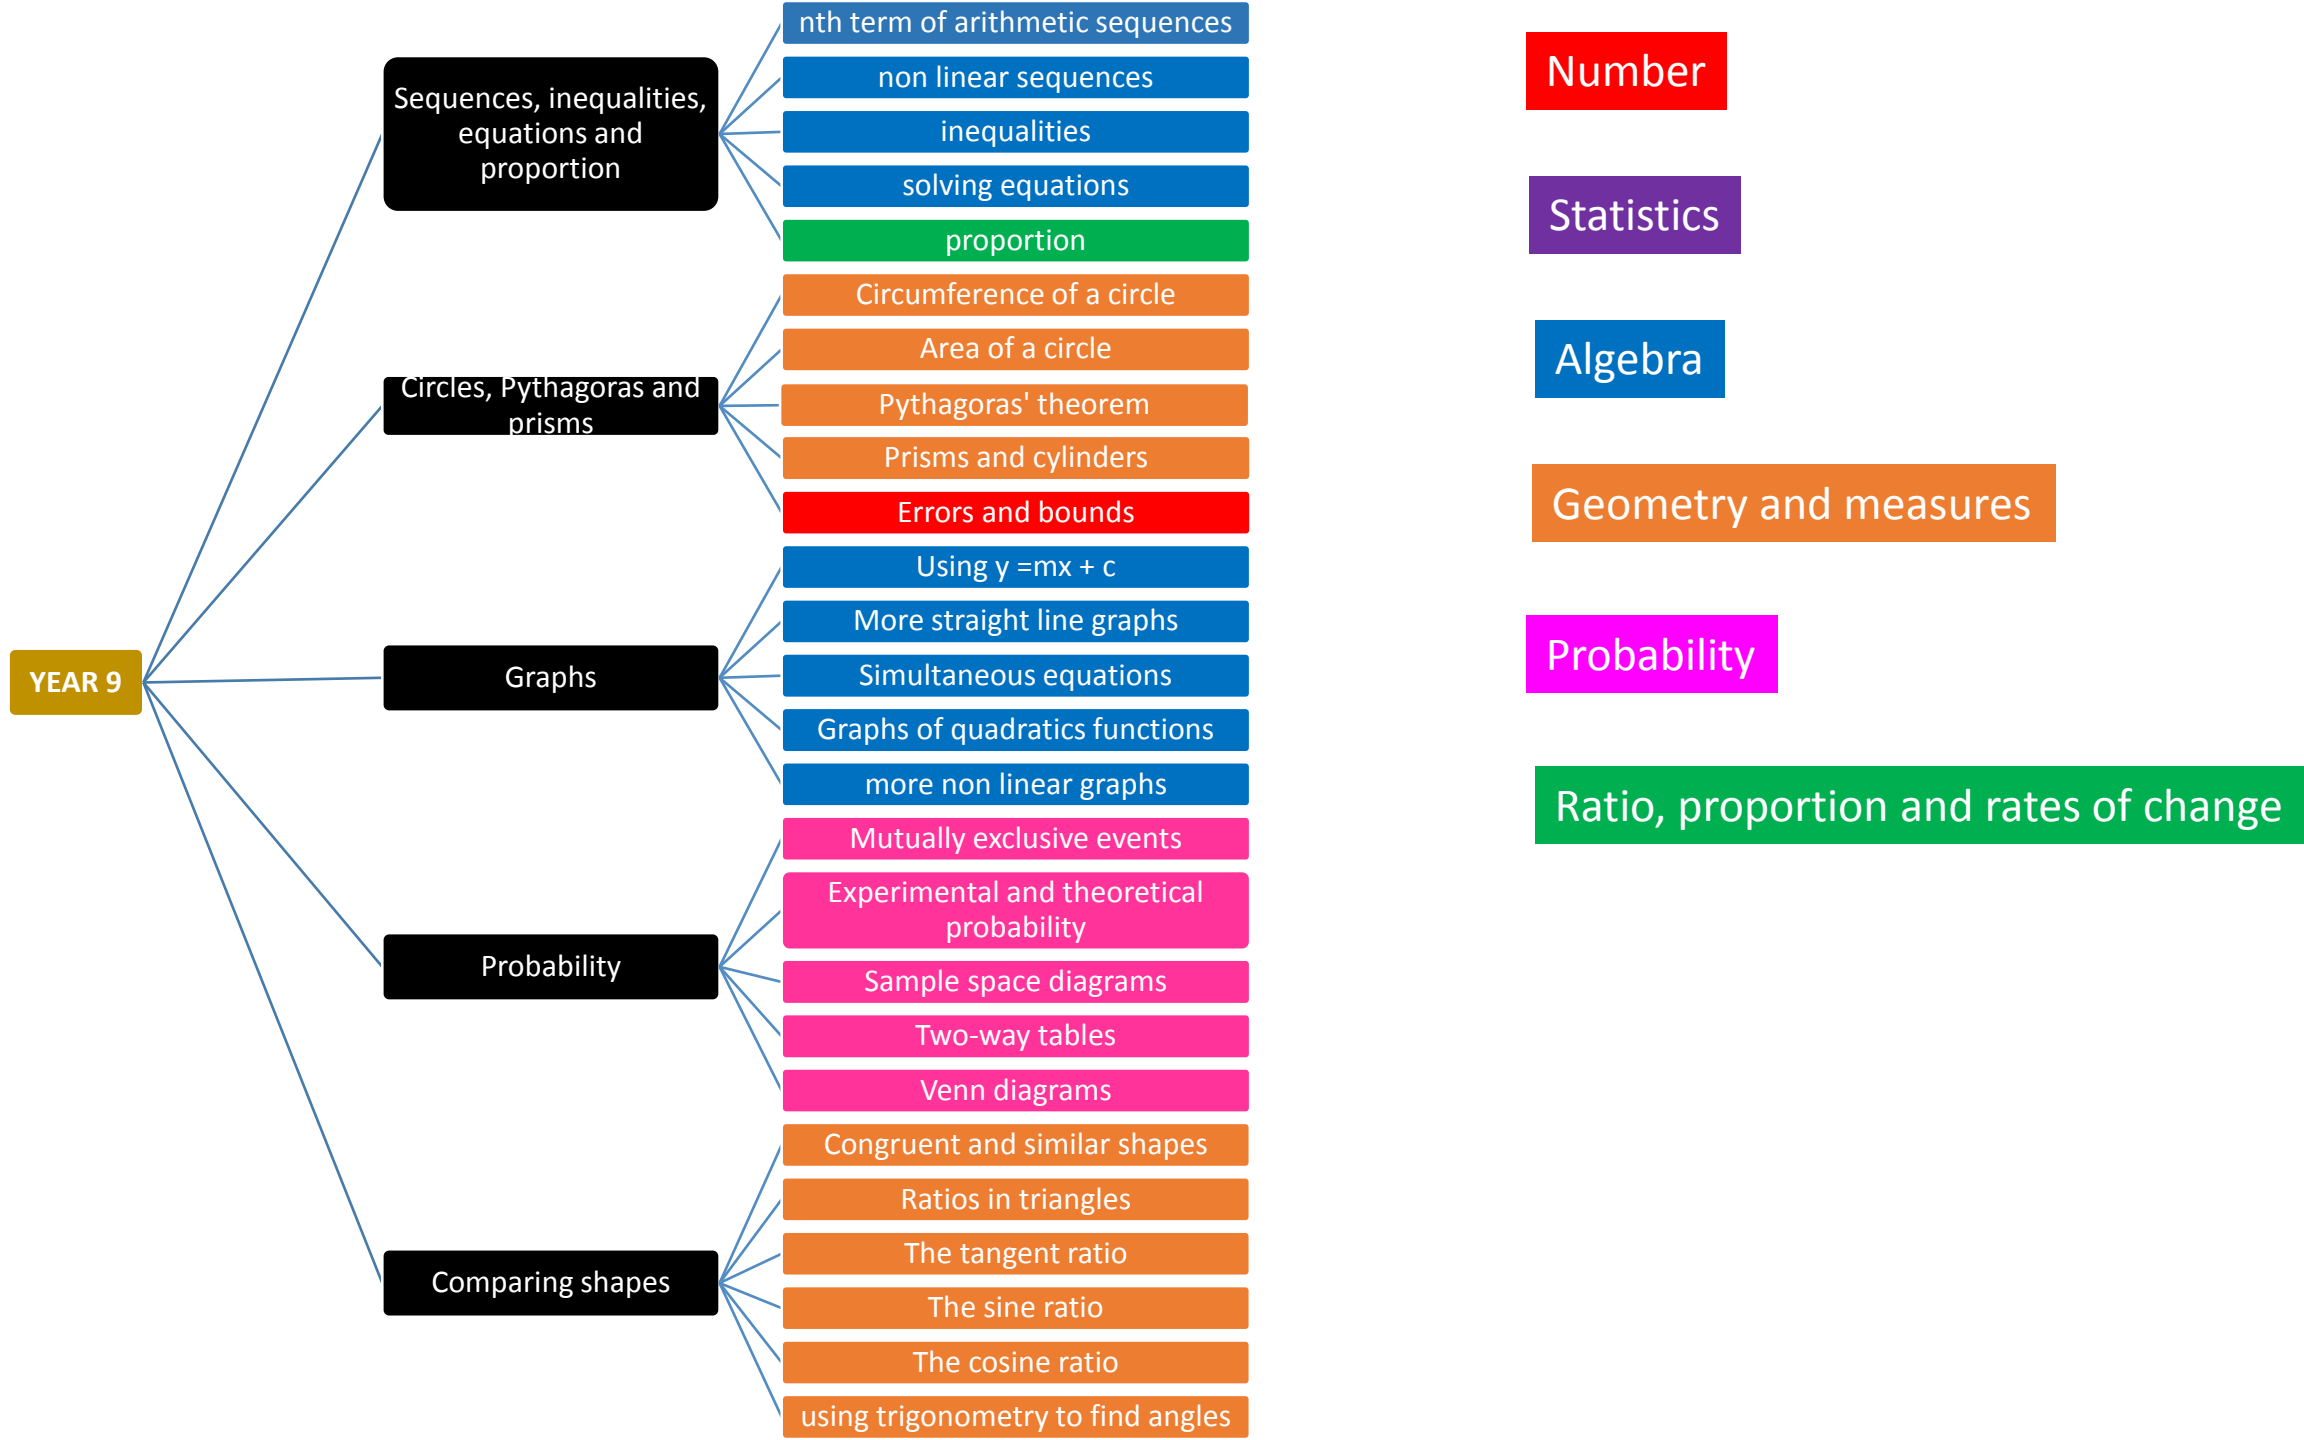 YEAR 9
Sequences, inequalities,
equations and
proportion
nth term of arithmetic sequences
non linear sequences
inequalities
solving equations
proportion
Circles, Pythagoras and
prisms
Circumference of a circle
Area of a circle
Pythagoras' theorem
Prisms and cylinders
Errors and bounds
Graphs
Using y =mx + c
More straight line graphs
Simultaneous equations
Graphs of quadratics functions
more non linear graphs
Probability
Mutually exclusive events
Experimental and theoretical
probability
Sample space diagrams
Two-way tables
Venn diagrams
Comparing shapes
Congruent and similar shapes
Ratios in triangles
The tangent ratio
The sine ratio
The cosine ratio
using trigonometry to find angles
Number
Statistics
Algebra
Geometry and measures
Probability
Ratio, proportion and rates of change